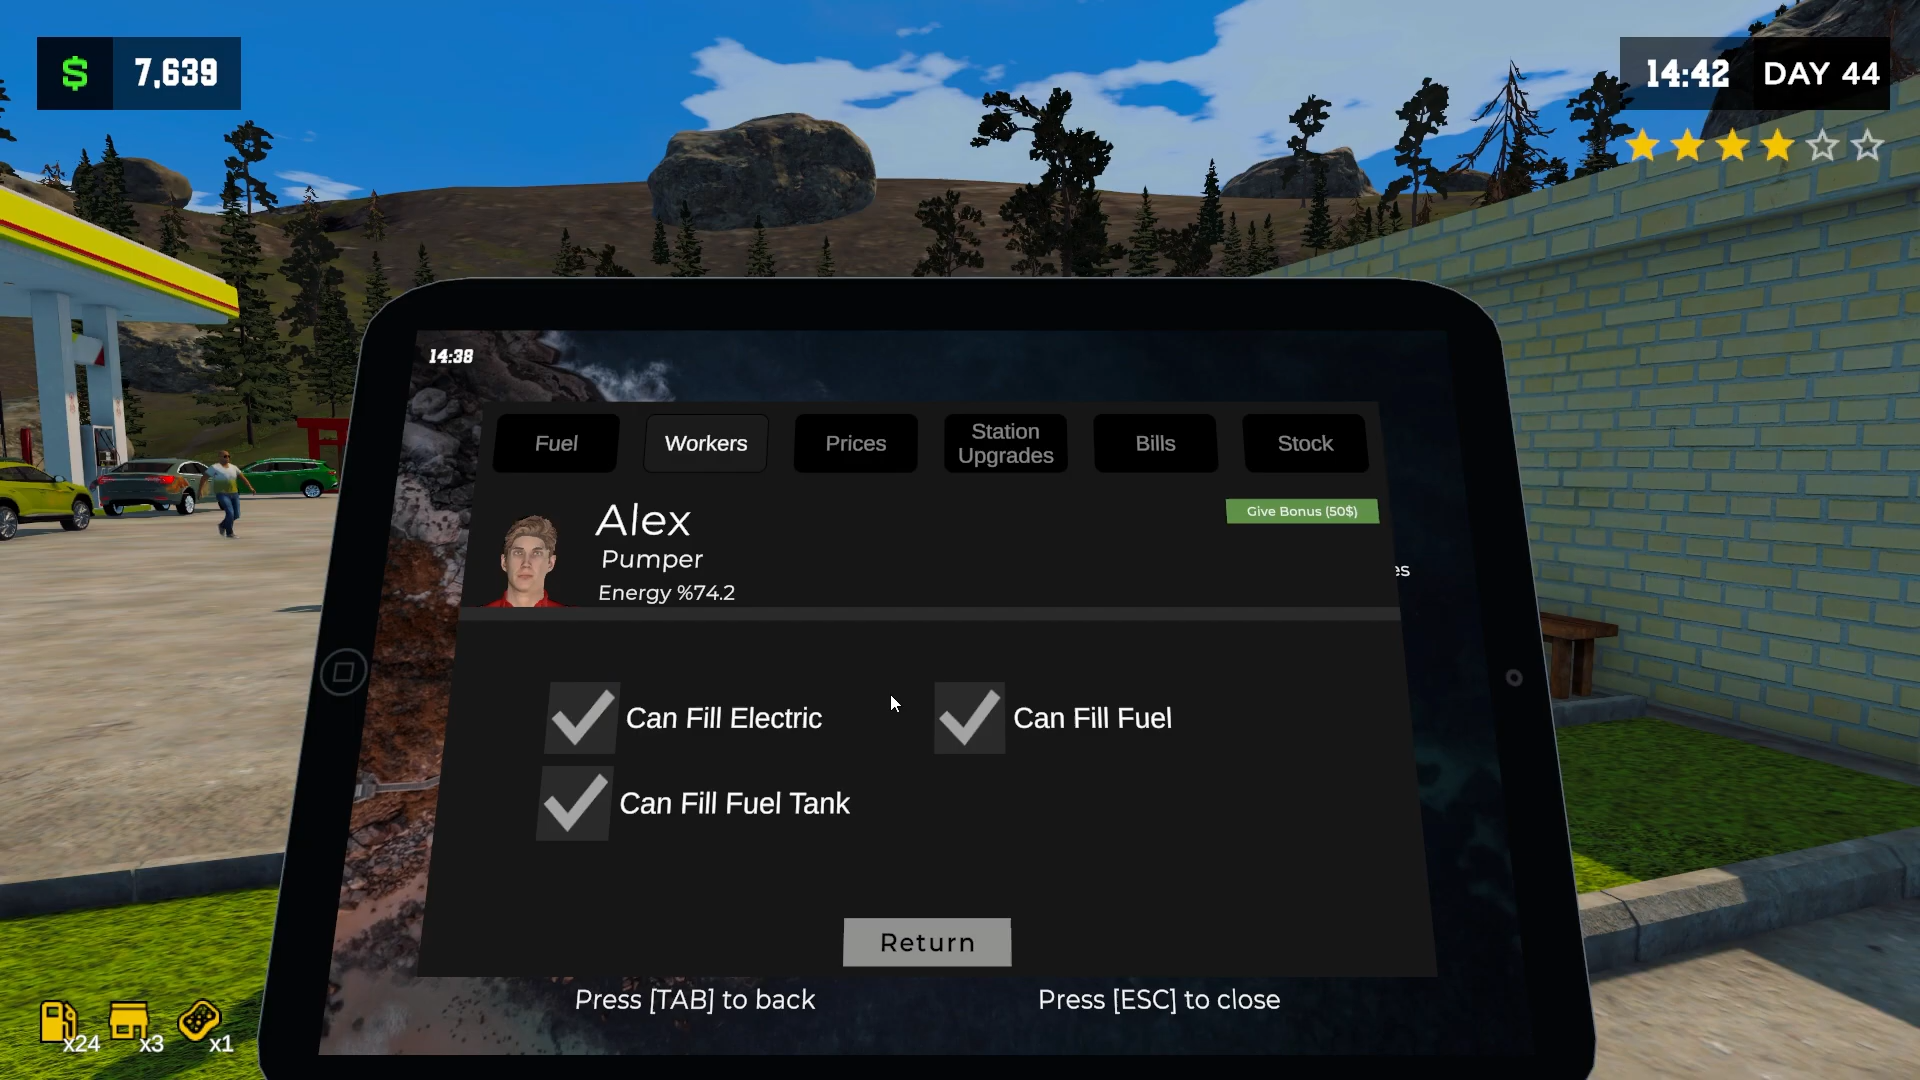 $ 7,639
14:42 DAY 44
14:38
Fuel
Workers
Prices
Station
Upgrades
Bills
Stock
Alex
Pumper
Energy %74.2
Give Bonus (50$)
es
Can Fill Electric
Can Fill Fuel
Can Fill Fuel Tank
Return
Press [TAB] to back
Press [ESC] to close
x24
x3
x1